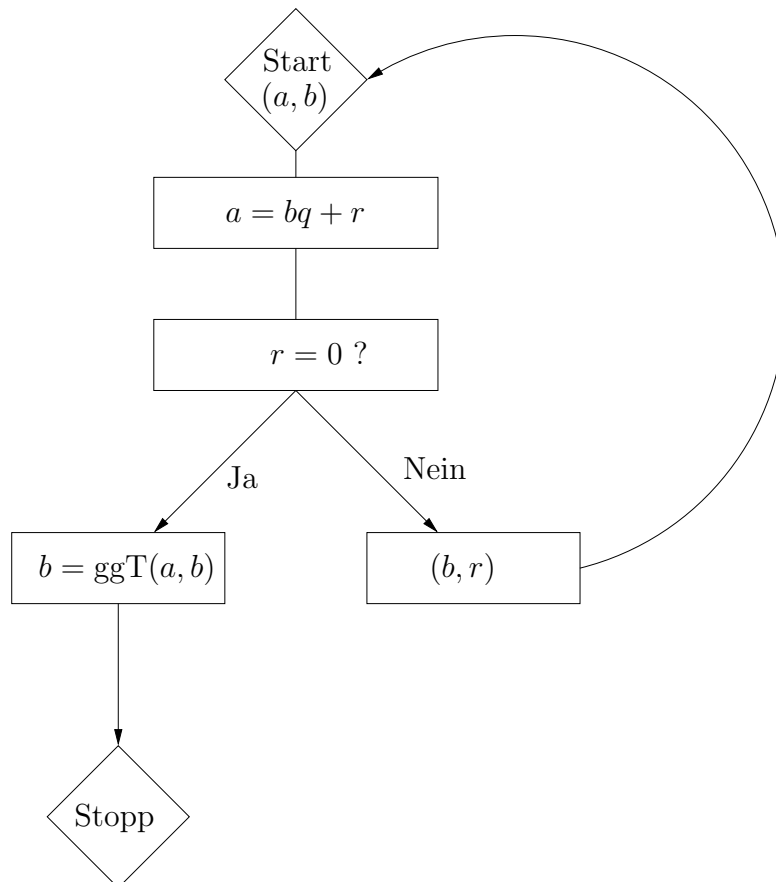 Start
(a, b)
a = bq + r
r = 0 ?
Ja
Nein
b = ggT(a, b)
(b, r)
Stopp